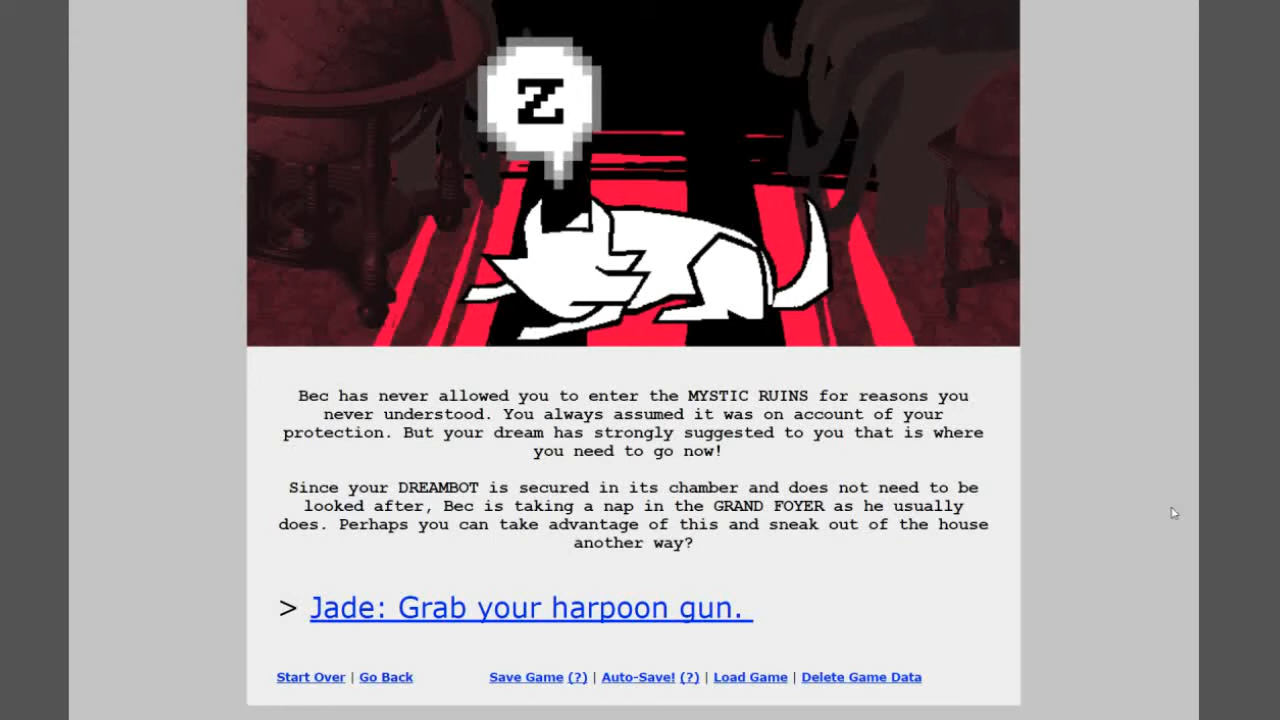 Z
Bec has never allowed you to enter the MYSTIC RUINS for reasons you
never understood. You always assumed it was on account of your
protection. But your dream has strongly suggested to you that is where
you need to go now!
Since your DREAMBOT is secured in its chamber and does not need to be
looked after, Bec is taking a nap in the GRAND FOYER as he usually
does. Perhaps you can take advantage of this and sneak out of the house
another way?
> Jade: Grab your harpoon gun.
Start Over | Go Back Save Game (?) | Auto-Save! (?) | Load Game | Delete Game Data